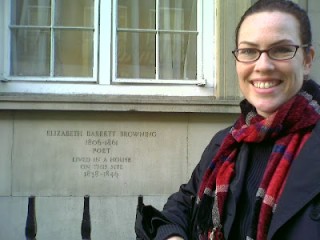 ELIZABETH BARRETT BROWNING
1806-1861
POET
LIVED IN A HOUSE
ON THIS SITE
1838-1846